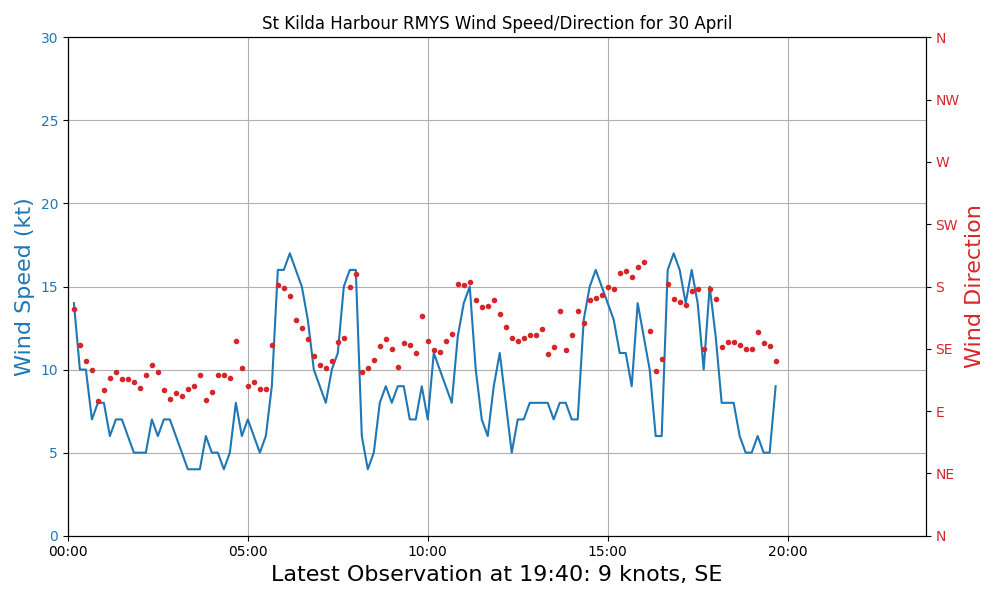 St Kilda Harbour RMYS Wind Speed/Direction for 30 April
Wind Speed (kt)
30
25
20
15
10
5
0
00:00
05:00
10:00
15:00
20:00
N
NW
W
SW
S
SE
E
NE
N
Wind Direction
Latest Observation at 19:40: 9 knots, SE